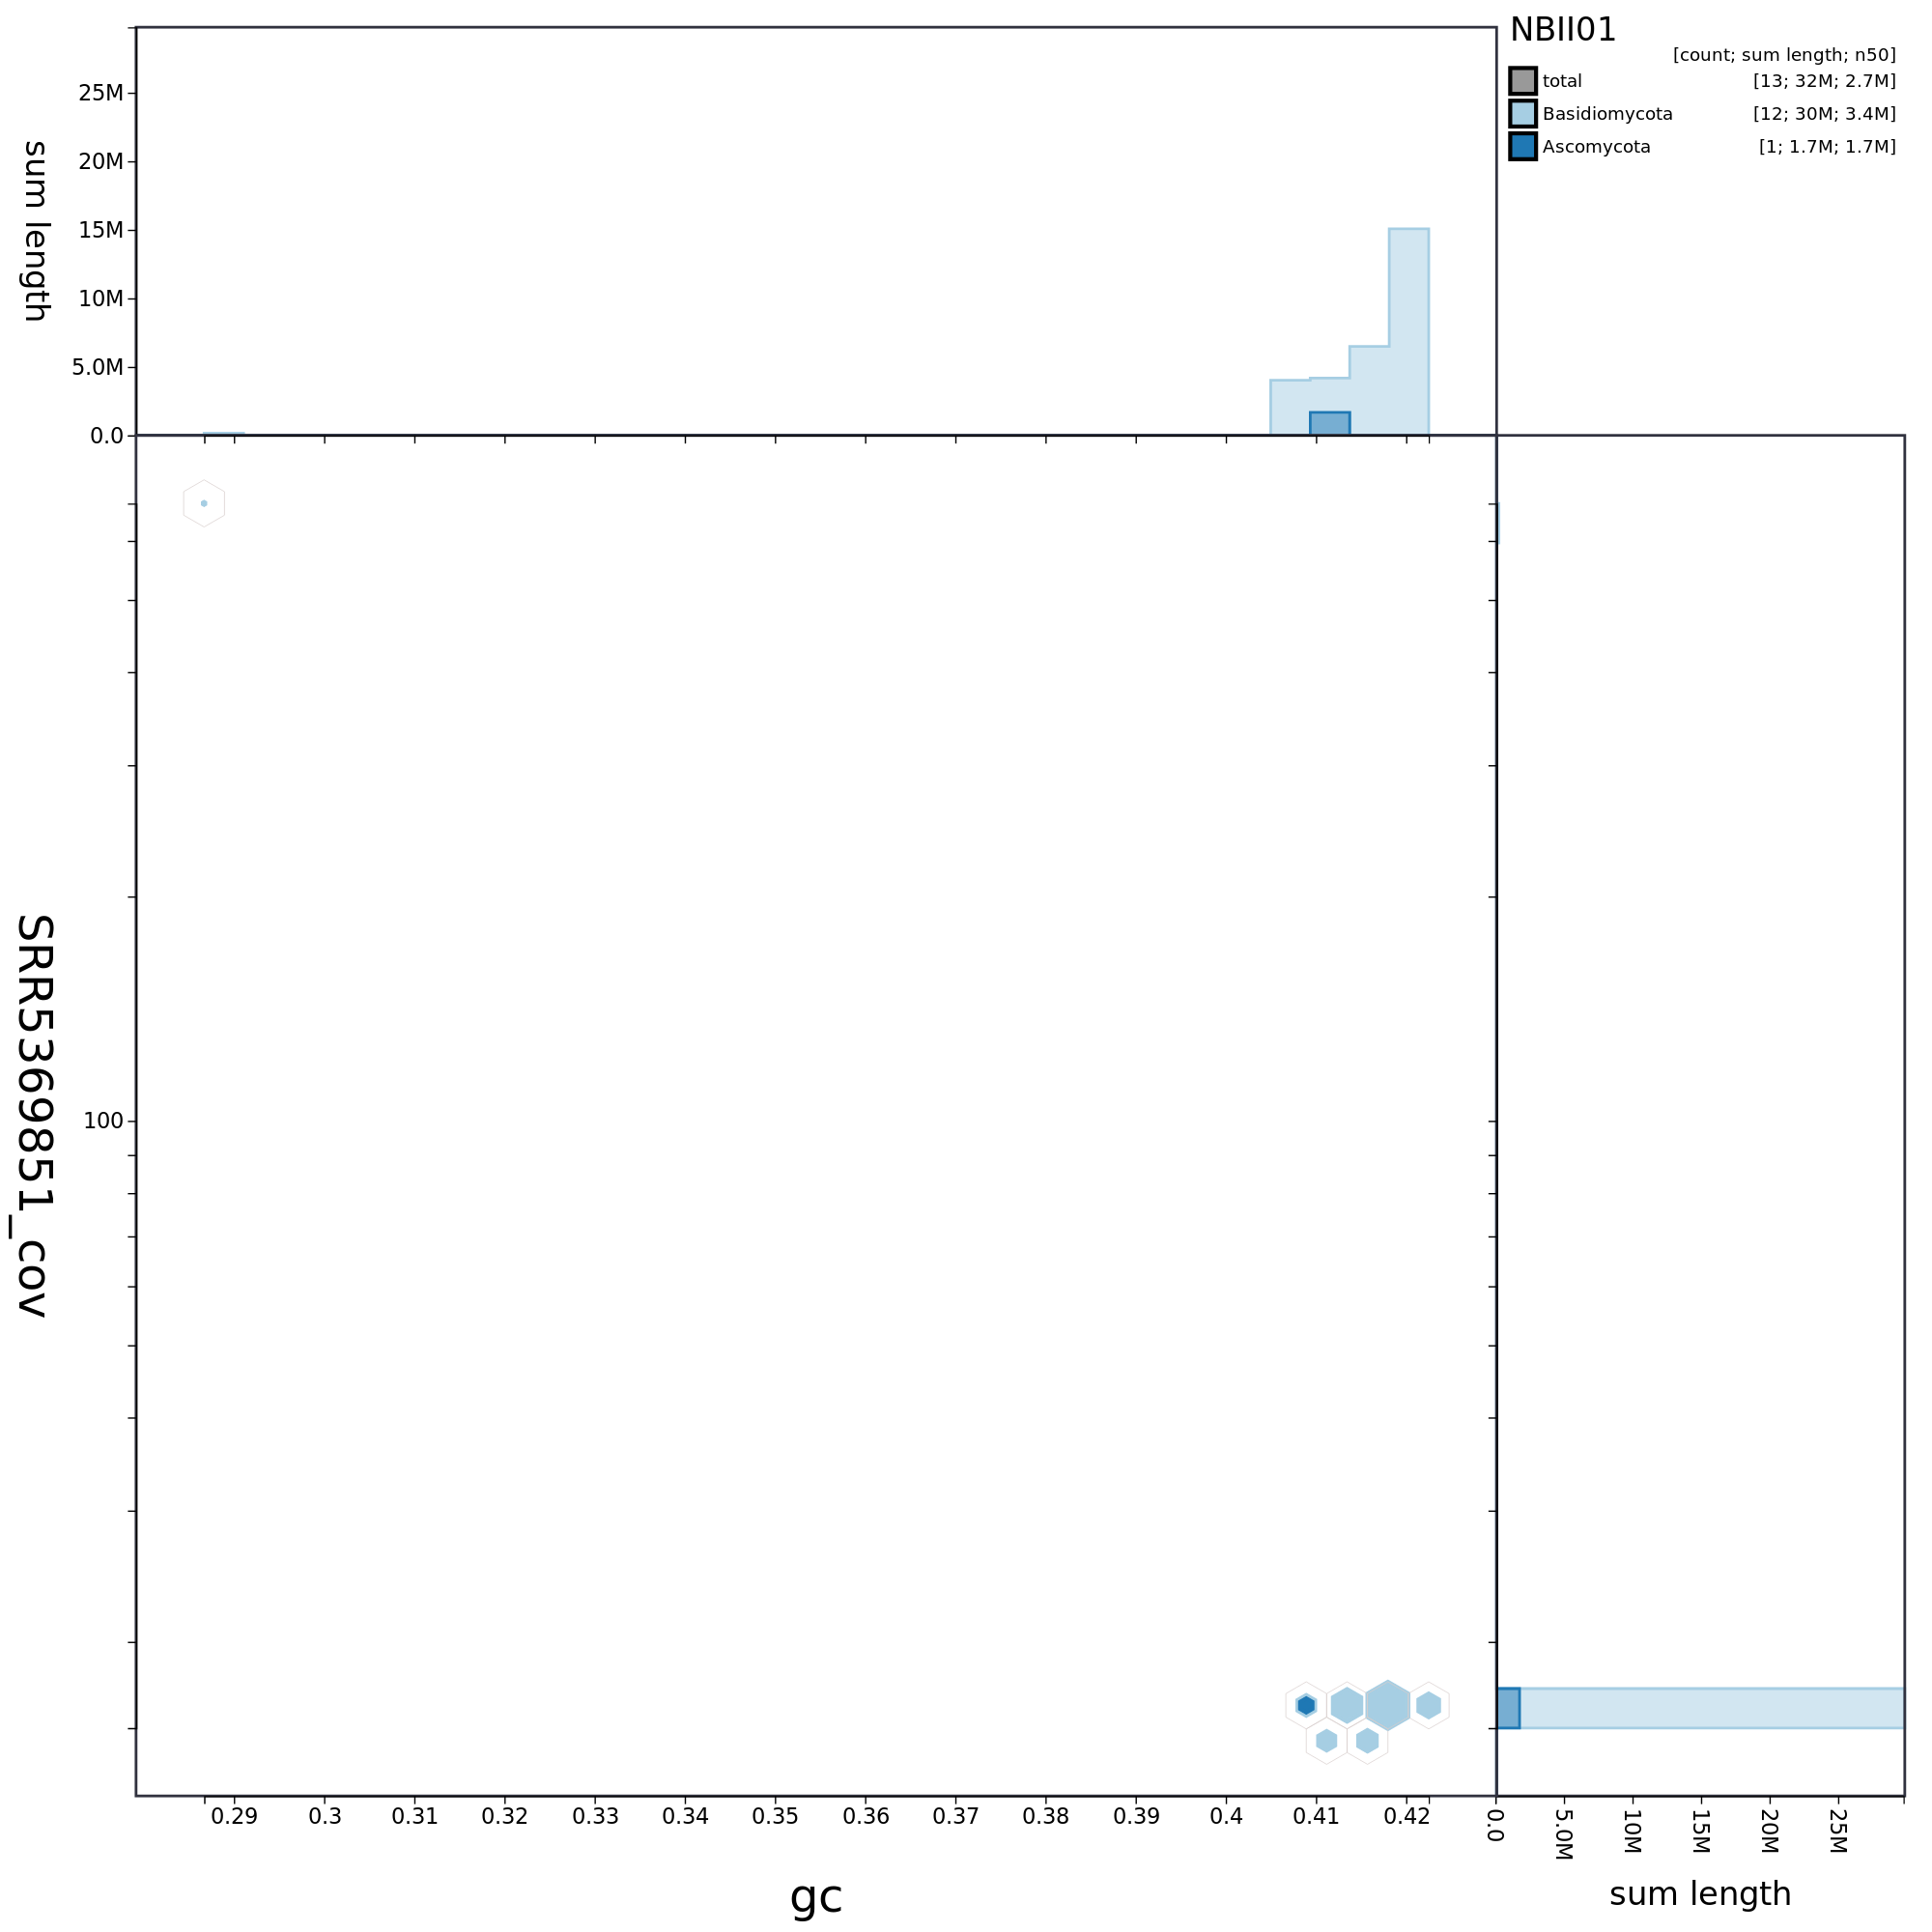 NBII01
[count; sum length; n50]
total [13; 32M; 2.7M]
Basidiomycota [12; 30M; 3.4M]
Ascomycota [1; 1.7M; 1.7M]
sum length
25M
20M
15M
10M
5.0M
0.0
SRR5369851_cov
100
0.29 0.3 0.31 0.32 0.33 0.34 0.35 0.36 0.37 0.38 0.39 0.4 0.41 0.42
gc
0.0 5.0M 10M 15M 20M 25M
sum length